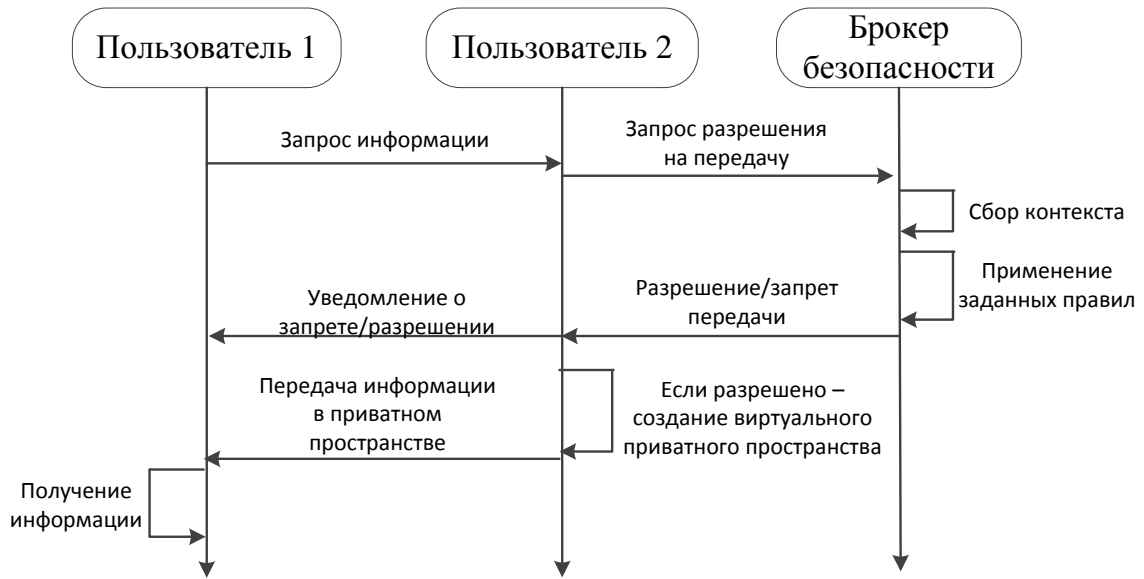 Пользователь 1
Пользователь 2
Брокер
безопасности
Запрос информации
Запрос разрешения
на передачу
Сбор контекста
Применение
заданных правил
Разрешение/запрет
передачи
Уведомление о
запрете/разрешении
Если разрешено –
создание виртуального
приватного пространства
Передача информации
в приватном
пространстве
Получение
информации